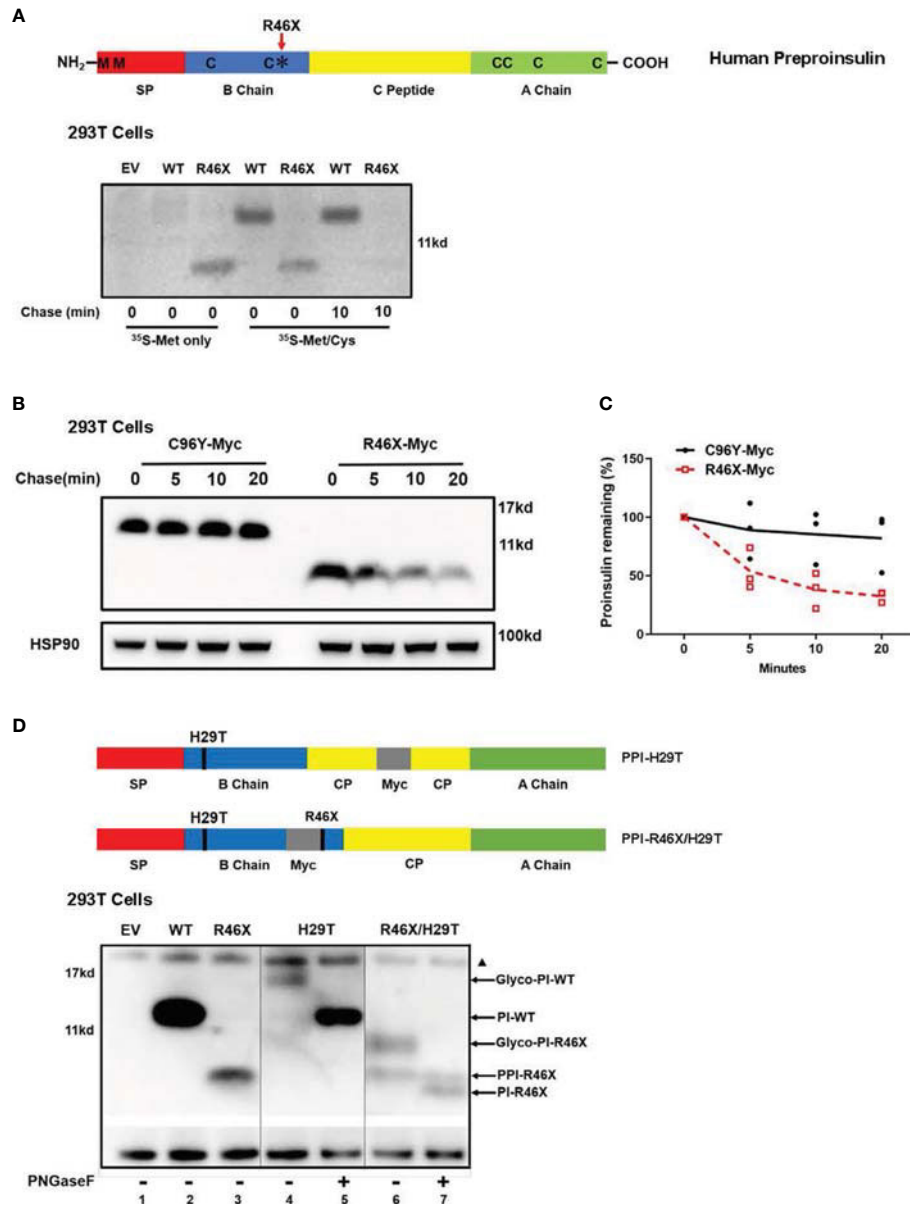 A
R46X
NH2 M M C C * CC C C COOH Human Preproinsulin
SP B Chain C Peptide A Chain
293T Cells
EV WT R46X WT R46X WT R46X
11kd
Chase (min) 0 0 0 0 0 10 10
35S-Met only 35S-Met/Cys
B
293T Cells
C96Y-Myc R46X-Myc
Chase(min) 0 5 10 20 0 5 10 20
17kd
11kd
HSP90 100kd
C
C96Y-Myc
R46X-Myc
Proinsulin remaining (%)
150
100
50
0
0 5 10 20
Minutes
D
H29T
PPI-H29T
SP B Chain CP Myc CP A Chain
H29T R46X
PPI-R46X/H29T
SP B Chain Myc CP A Chain
293T Cells
EV WT R46X H29T R46X/H29T
17kd
Glyco-PI-WT
PI-WT
11kd
Glyco-PI-R46X
PPI-R46X
PI-R46X
PNGaseF - - - - + - +
1 2 3 4 5 6 7